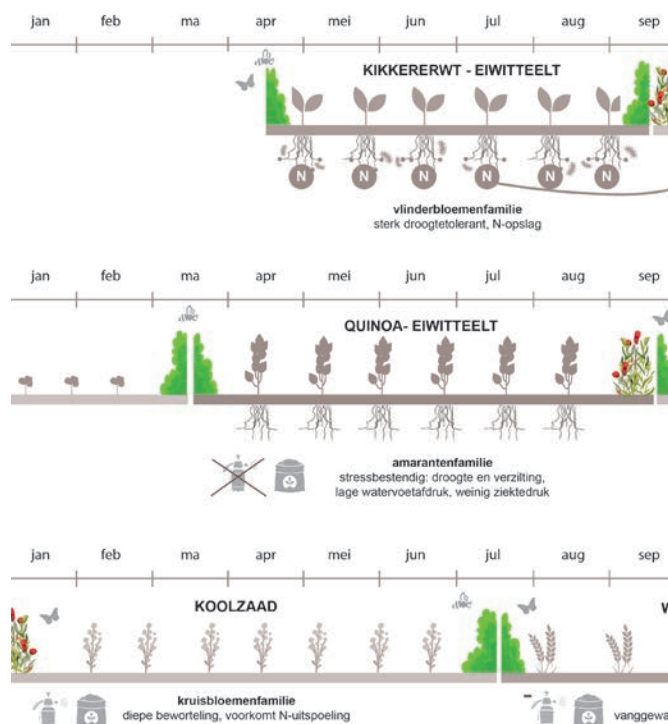 jan feb ma apr mei jun jul aug sep
KIKKERERWT - EIWITTEELT
N N N N N N
vlinderbloemenfamilie
sterk droogtetolerant, N-opslag
jan feb ma apr mei jun jul aug sep
QUINOA- EIWITTEELT
amarantenfamilie
stressbestendig: droogte en verzilting,
lage watervoetafdruk, weinig ziektedruk
jan feb ma apr mei jun jul aug sep
KOOLZAAD
kruisbloemenfamilie
diepe beworteling, voorkomt N-uitspoeling